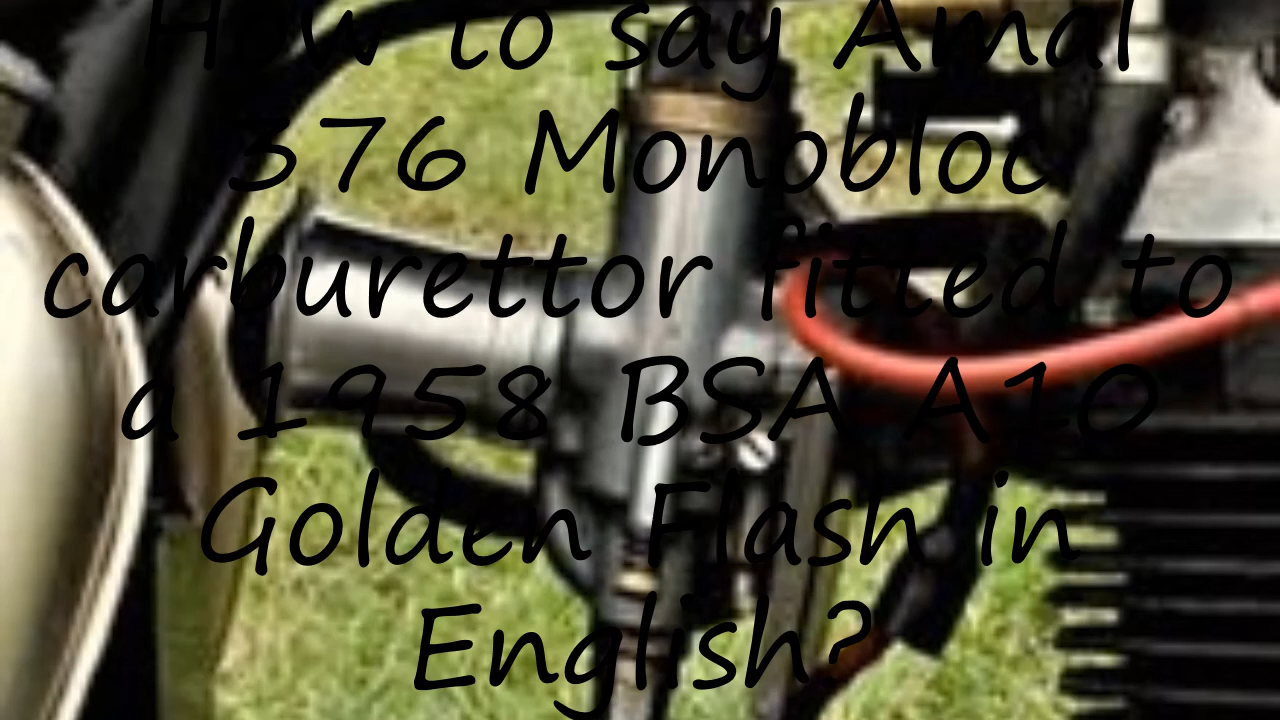 How to say Amal
376 Monobloc
carburettor fitted to
a 1958 BSA A10
Golden Flash in
English?